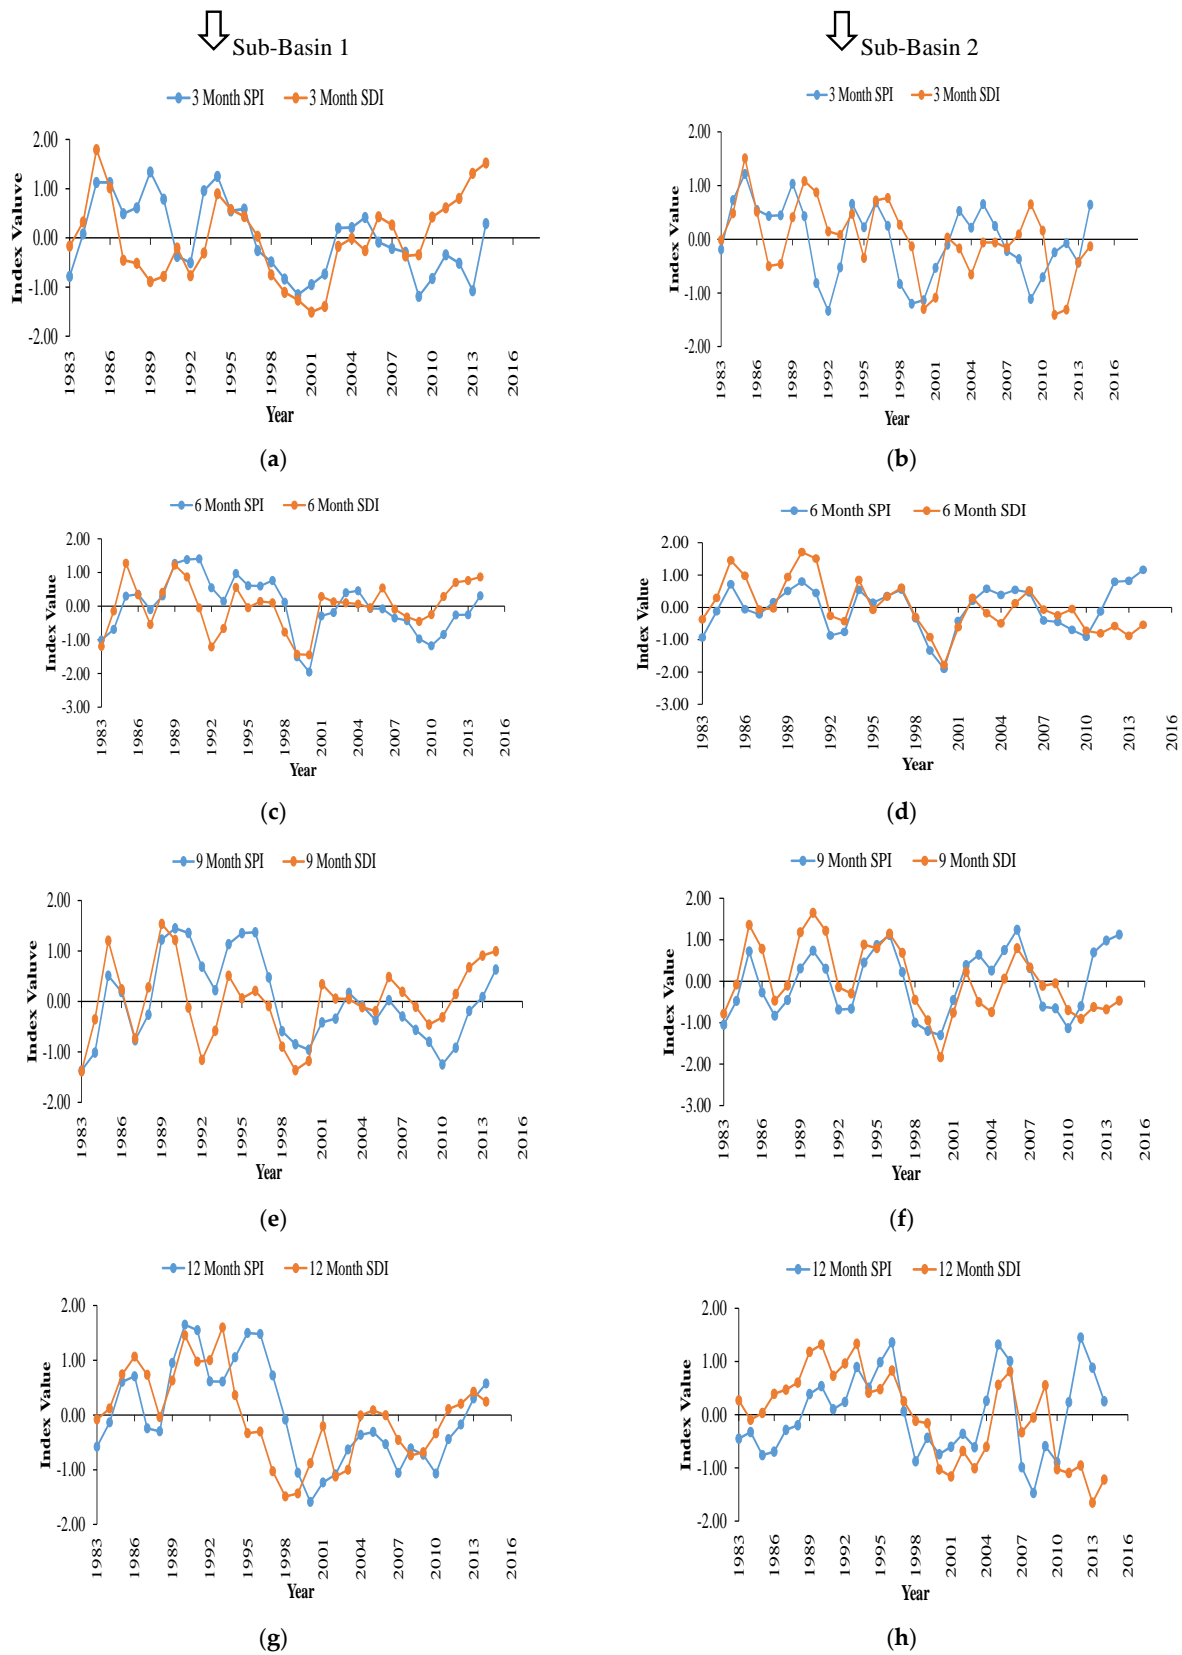 Sub-Basin 1
Sub-Basin 2
3 Month SPI 3 Month SDI
2.00
1.00
0.00
-1.00
-2.00
Index Valuve
1983 1986 1989 1992 1995 1998 2001 2004 2007 2010 2013 2016
Year
(a)
3 Month SPI 3 Month SDI
2.00
1.00
0.00
-1.00
-2.00
Index Value
1983 1986 1989 1992 1995 1998 2001 2004 2007 2010 2013 2016
Year
(b)
6 Month SPI 6 Month SDI
2.00
1.00
0.00
-1.00
-2.00
-3.00
Index Value
1983 1986 1989 1992 1995 1998 2001 2004 2007 2010 2013 2016
Year
(c)
6 Month SPI 6 Month SDI
2.00
1.00
0.00
-1.00
-2.00
-3.00
Index Value
1983 1986 1989 1992 1995 1998 2001 2004 2007 2010 2013 2016
Year
(d)
9 Month SPI 9 Month SDI
2.00
1.00
0.00
-1.00
-2.00
Index Valuve
1983 1986 1989 1992 1995 1998 2001 2004 2007 2010 2013 2016
Year
(e)
9 Month SPI 9 Month SDI
2.00
1.00
0.00
-1.00
-2.00
-3.00
Index Value
1983 1986 1989 1992 1995 1998 2001 2004 2007 2010 2013 2016
Year
(f)
12 Month SPI 12 Month SDI
2.00
1.00
0.00
-1.00
-2.00
Index Value
1983 1986 1989 1992 1995 1998 2001 2004 2007 2010 2013 2016
Year
(g)
12 Month SPI 12 Month SDI
2.00
1.00
0.00
-1.00
-2.00
Index Value
1983 1986 1989 1992 1995 1998 2001 2004 2007 2010 2013 2016
Year
(h)